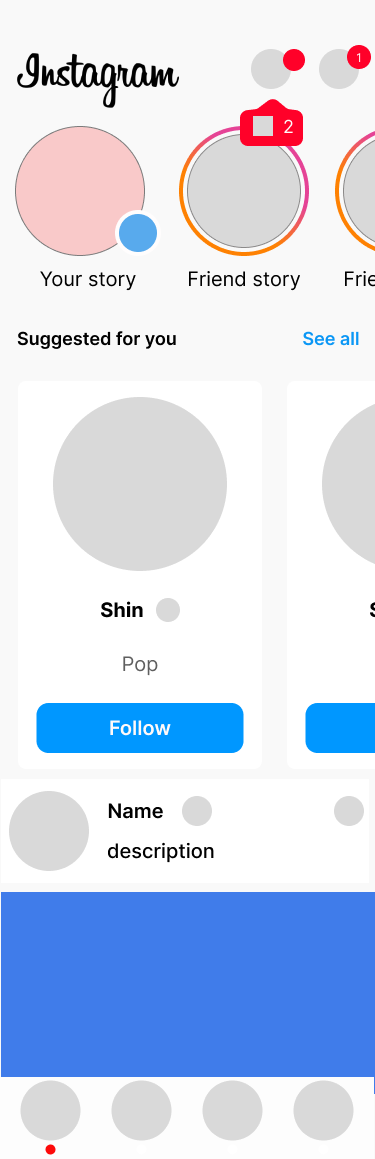 Instagram
1
2
Your story
Friend story
Frie
Suggested for you
See all
Shin
S
Pop
Follow
Name
description